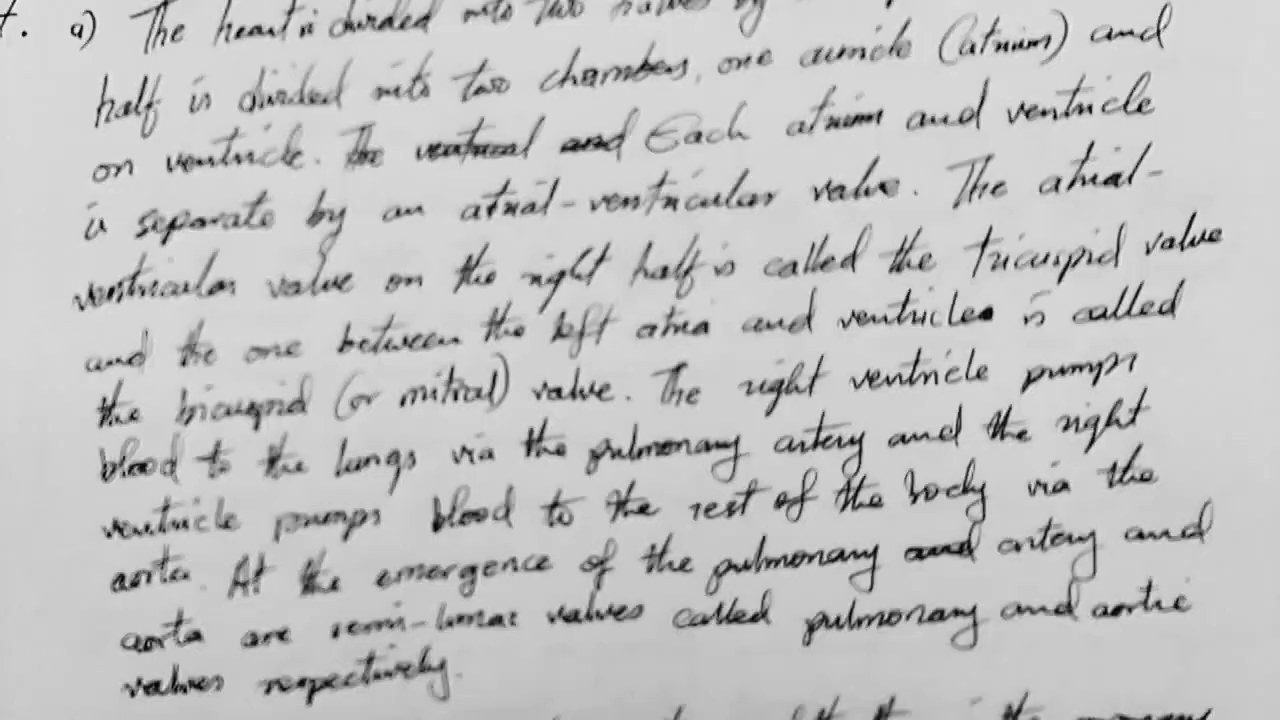 a) The heart is divided into two halves by
half is divided into two chambers, one auricle (atrium) and
on ventricle. The ventrical and Each atrium and ventricle
is separate by an atrial-ventricular valve. The atrial-
ventricular valve on the right half is called the tricuspid valve
and the one between the left atria and ventricles is called
the bicuspid (or mitral) valve. The right ventricle pumps
blood to the lungs via the pulmonary artery and the right
ventricle pumps blood to the rest of the body via the
aorta. At the emergence of the pulmonary and artery and
aorta are semi-lunar valves called pulmonary and aortic
valves respectively.